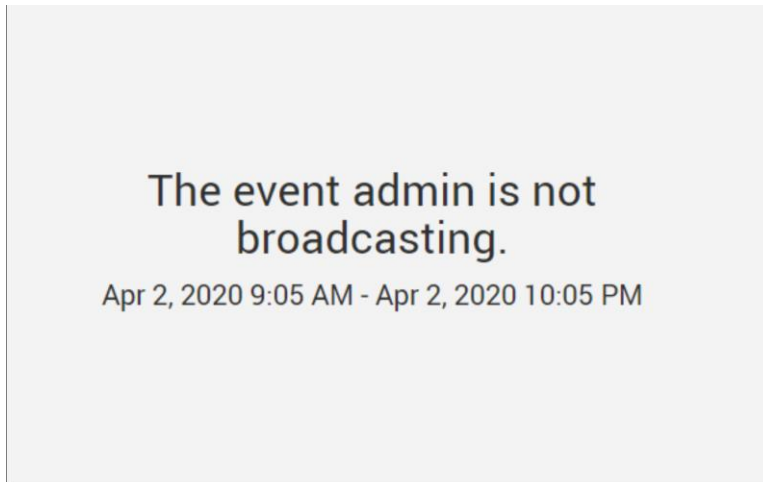 The event admin is not
broadcasting.
Apr 2, 2020 9:05 AM - Apr 2, 2020 10:05 PM